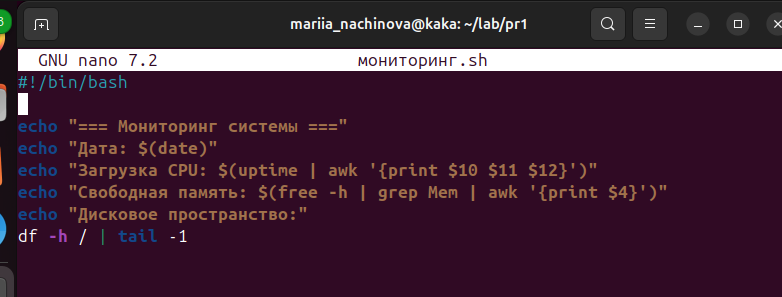 mariia_nachinova@kaka: ~/lab/pr1
GNU nano 7.2 мониторинг.sh
#!/bin/bash
echo "=== Мониторинг системы ==="
echo "Дата: $(date)"
echo "Загрузка CPU: $(uptime | awk '{print $10 $11 $12}')"
echo "Свободная память: $(free -h | grep Mem | awk '{print $4}')"
echo "Дисковое пространство:"
df -h / | tail -1